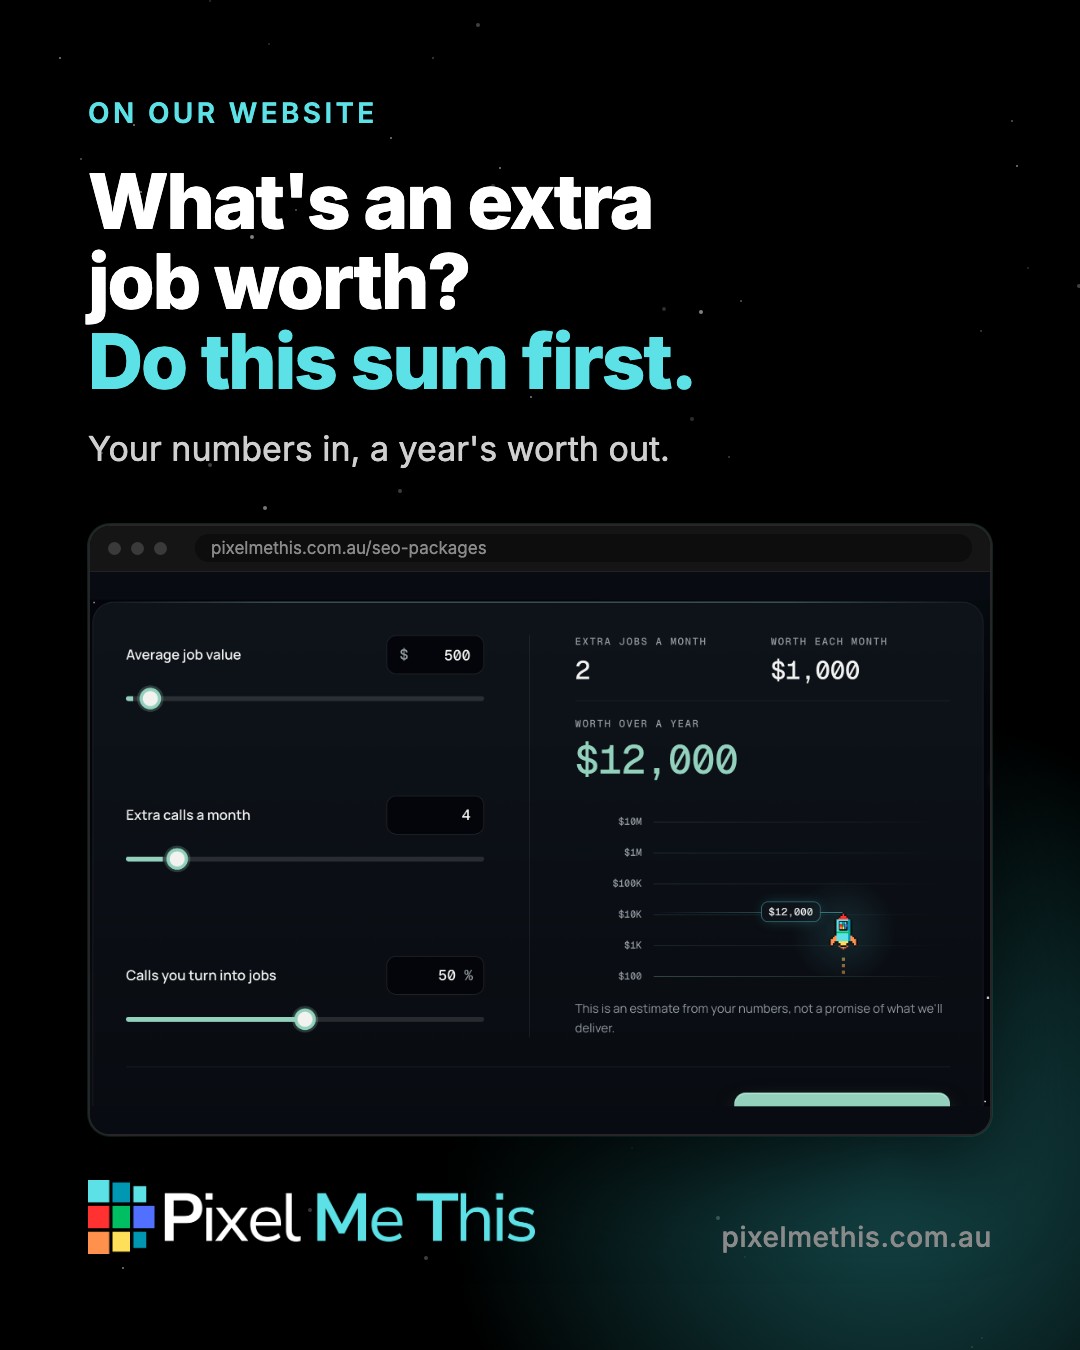 ON OUR WEBSITE
What's an extra
job worth?
Do this sum first.
Your numbers in, a year's worth out.
pixelmethis.com.au/seo-packages
Average job value
$ 500
Extra calls a month
4
Calls you turn into jobs
50 %
EXTRA JOBS A MONTH
2
WORTH EACH MONTH
$1,000
WORTH OVER A YEAR
$12,000
$10M
$1M
$100K
$10K
$1K
$100
$12,000
This is an estimate from your numbers, not a promise of what we'll
deliver.
Pixel Me This
pixelmethis.com.au